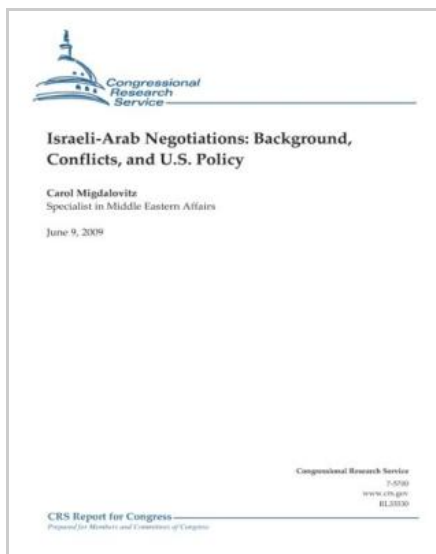 Congressional
Research
Service
Israeli-Arab Negotiations: Background,
Conflicts, and U.S. Policy
Carol Migdalovitz
Specialist in Middle Eastern Affairs
June 9, 2009
Congressional Research Service
7-5700
www.crs.gov
RL33530
CRS Report for Congress
Prepared for Members and Committees of Congress